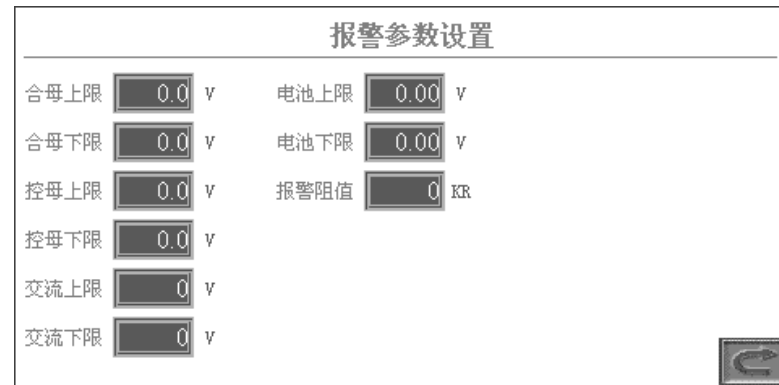 报警参数设置
合母上限 0.0 V 电池上限 0.00 V
合母下限 0.0 V 电池下限 0.00 V
控母上限 0.0 V 报警阻值 0 KR
控母下限 0.0 V
交流上限 0 V
交流下限 0 V